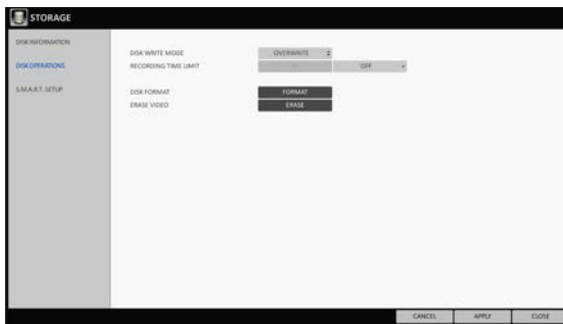 STORAGE
DISK INFORMATION
DISK OPERATIONS
S.M.A.R.T. SETUP
DISK WRITE MODE OVERWRITE
RECORDING TIME LIMIT OFF
DISK FORMAT FORMAT
ERASE VIDEO ERASE
CANCEL APPLY CLOSE